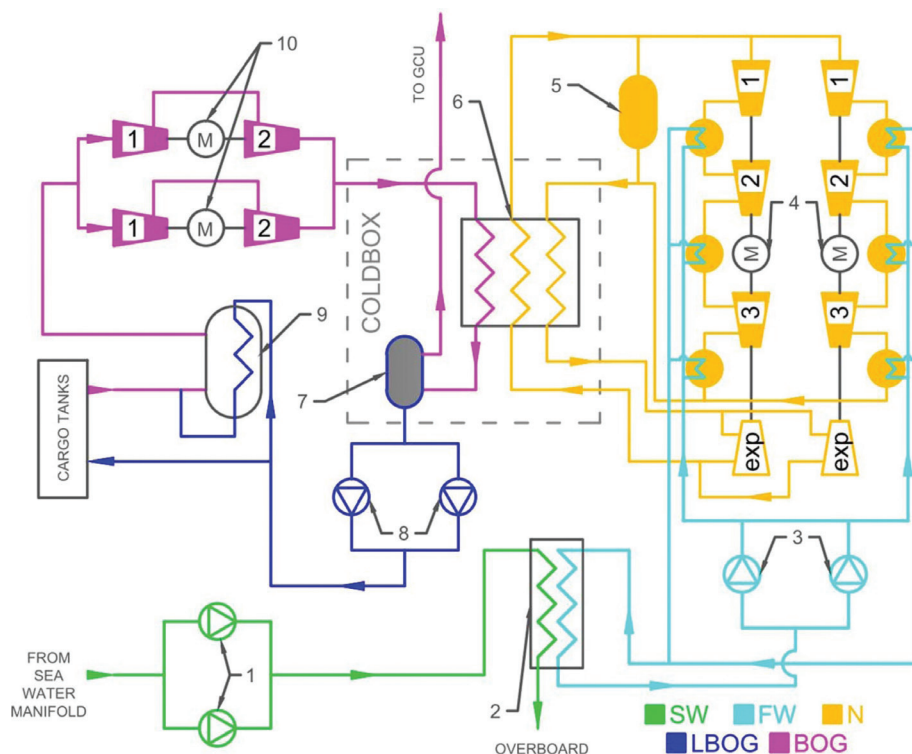 10
TO GCU
6
5
1
1
1
M
2
1
M
2
2
2
4
M
M
COLDBOX
9
3
3
7
CARGO TANKS
exp
exp
8
3
FROM
SEA
WATER
MANIFOLD
1
2
OVERBOARD
SW
FW
N
LBOG
BOG